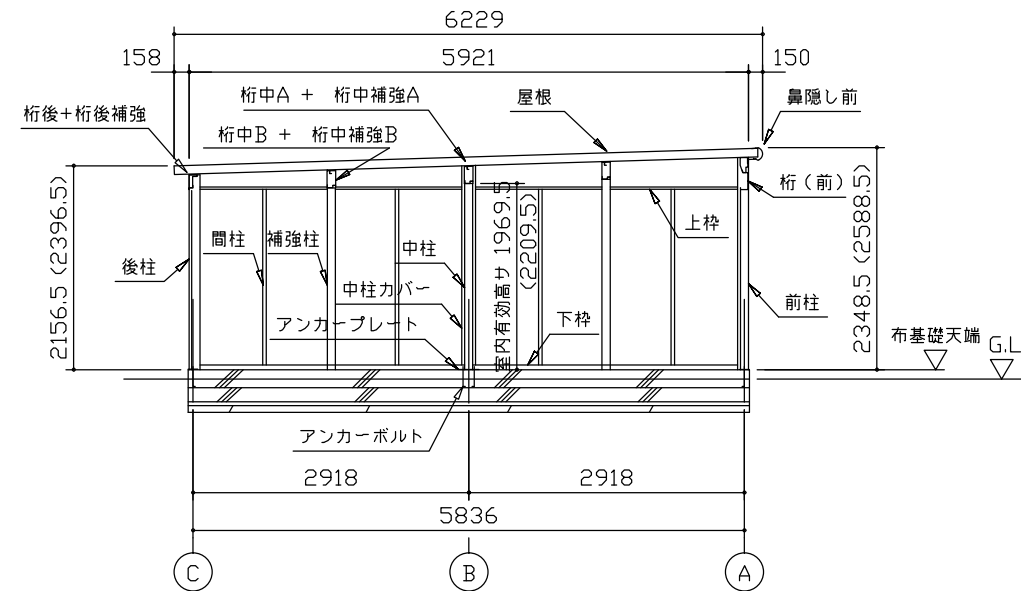 6229
158
5921
150
桁中A + 桁中補強A
屋根
鼻隠し前
桁後+桁後補強
桁中B + 桁中補強B
桁（前）
上枠
間柱
補強柱
中柱
後柱
中柱カバー
前柱
アンカープレート
下枠
室内有効高サ 1969.5
(2209.5)
2156.5 (2396.5)
2348.5 (2588.5)
布基礎天端
G.L
アンカーボルト
2918
2918
5836
C
B
A